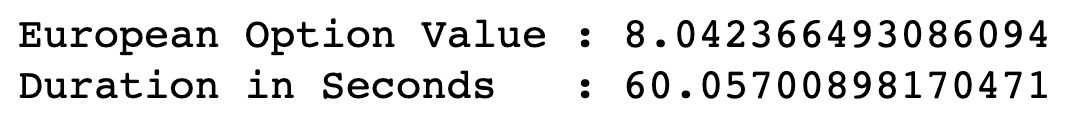 European Option Value : 8.042366493086094
Duration in Seconds   : 60.05700898170471